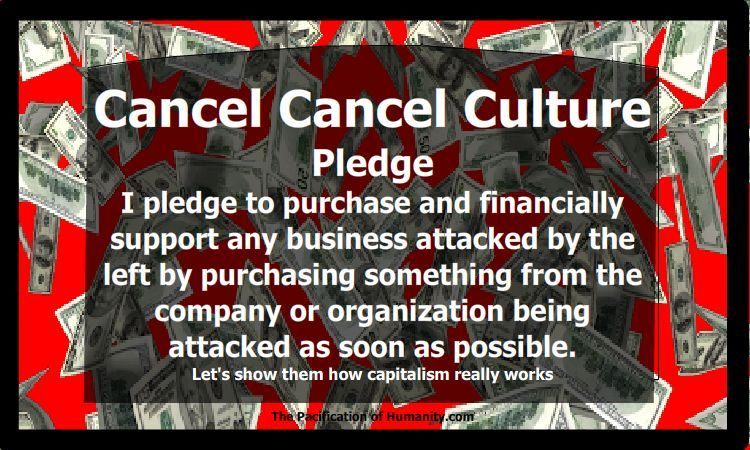 Cancel Cancel Culture
Pledge
I pledge to purchase and financially
support any business attacked by the
left by purchasing something from the
company or organization being
attacked as soon as possible.
Let's show them how capitalism really works
The Pacification of Humanity.com